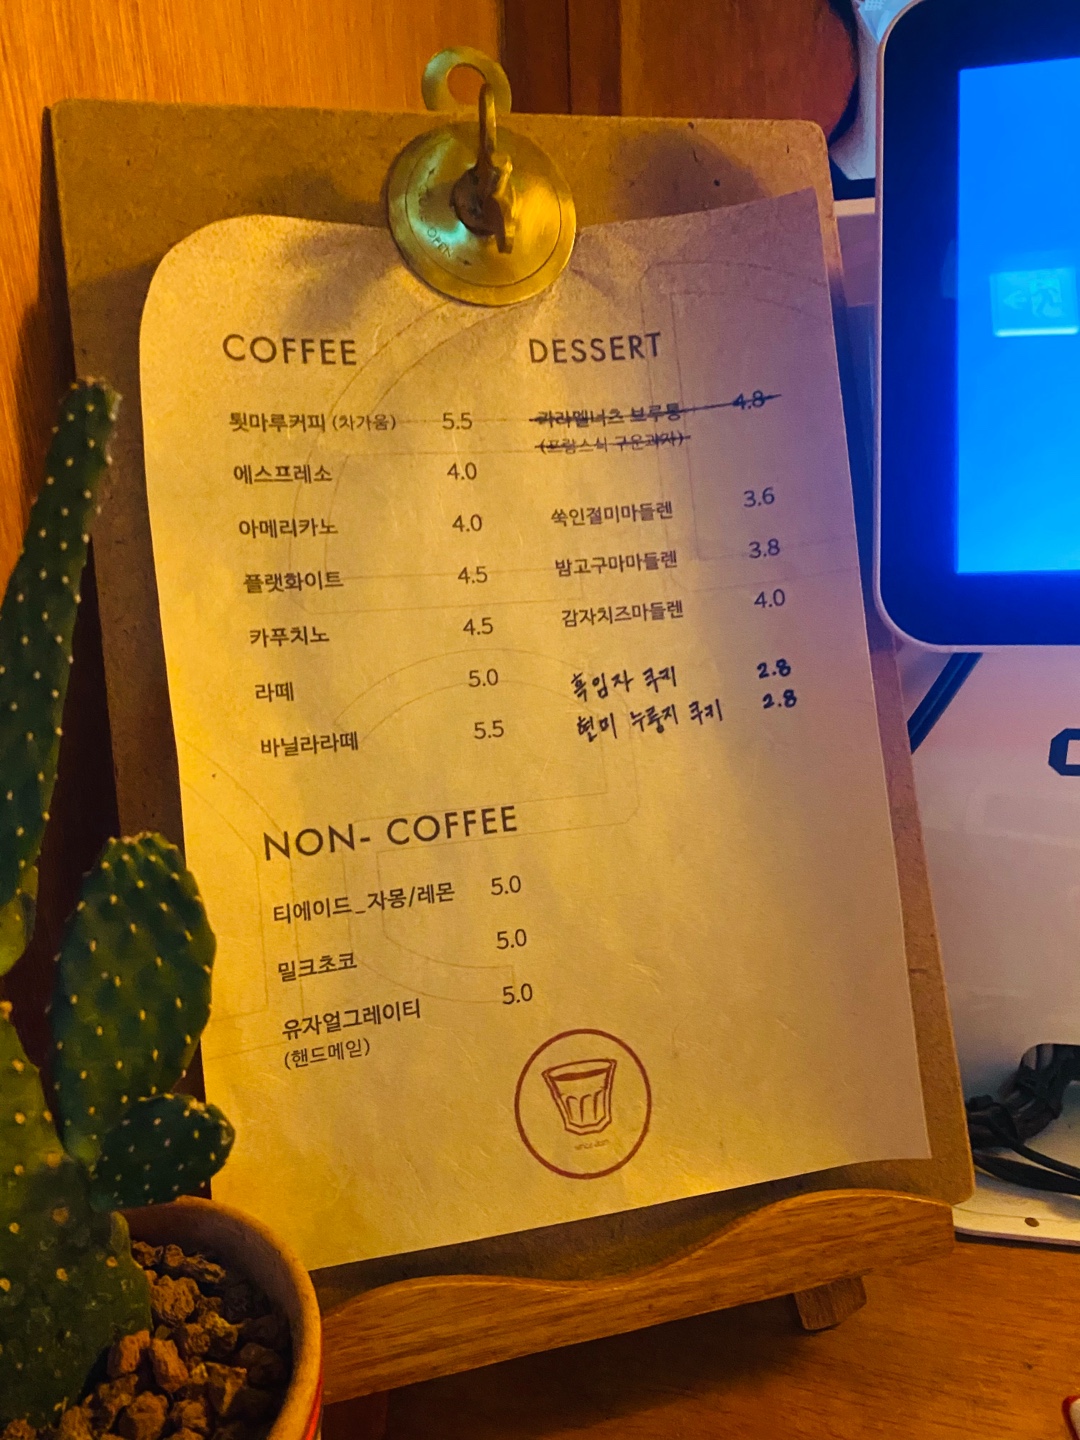 OPEN
COFFEE
툇마루커피 (차가움) 5.5
에스프레소 4.0
아메리카노 4.0
플랫화이트 4.5
카푸치노 4.5
라떼 5.0
바닐라라떼 5.5
NON- COFFEE
티에이드_자몽/레몬 5.0
밀크초코 5.0
유자얼그레이티 5.0
(핸드메잍)
DESSERT
카라멜너츠 브루통 4.8
(프랑스식 구운과자)
쑥인절미마들렌 3.6
밤고구마마들렌 3.8
감자치즈마들렌 4.0
흑임자 쿠키 2.8
현미 누룽지 쿠키 2.8